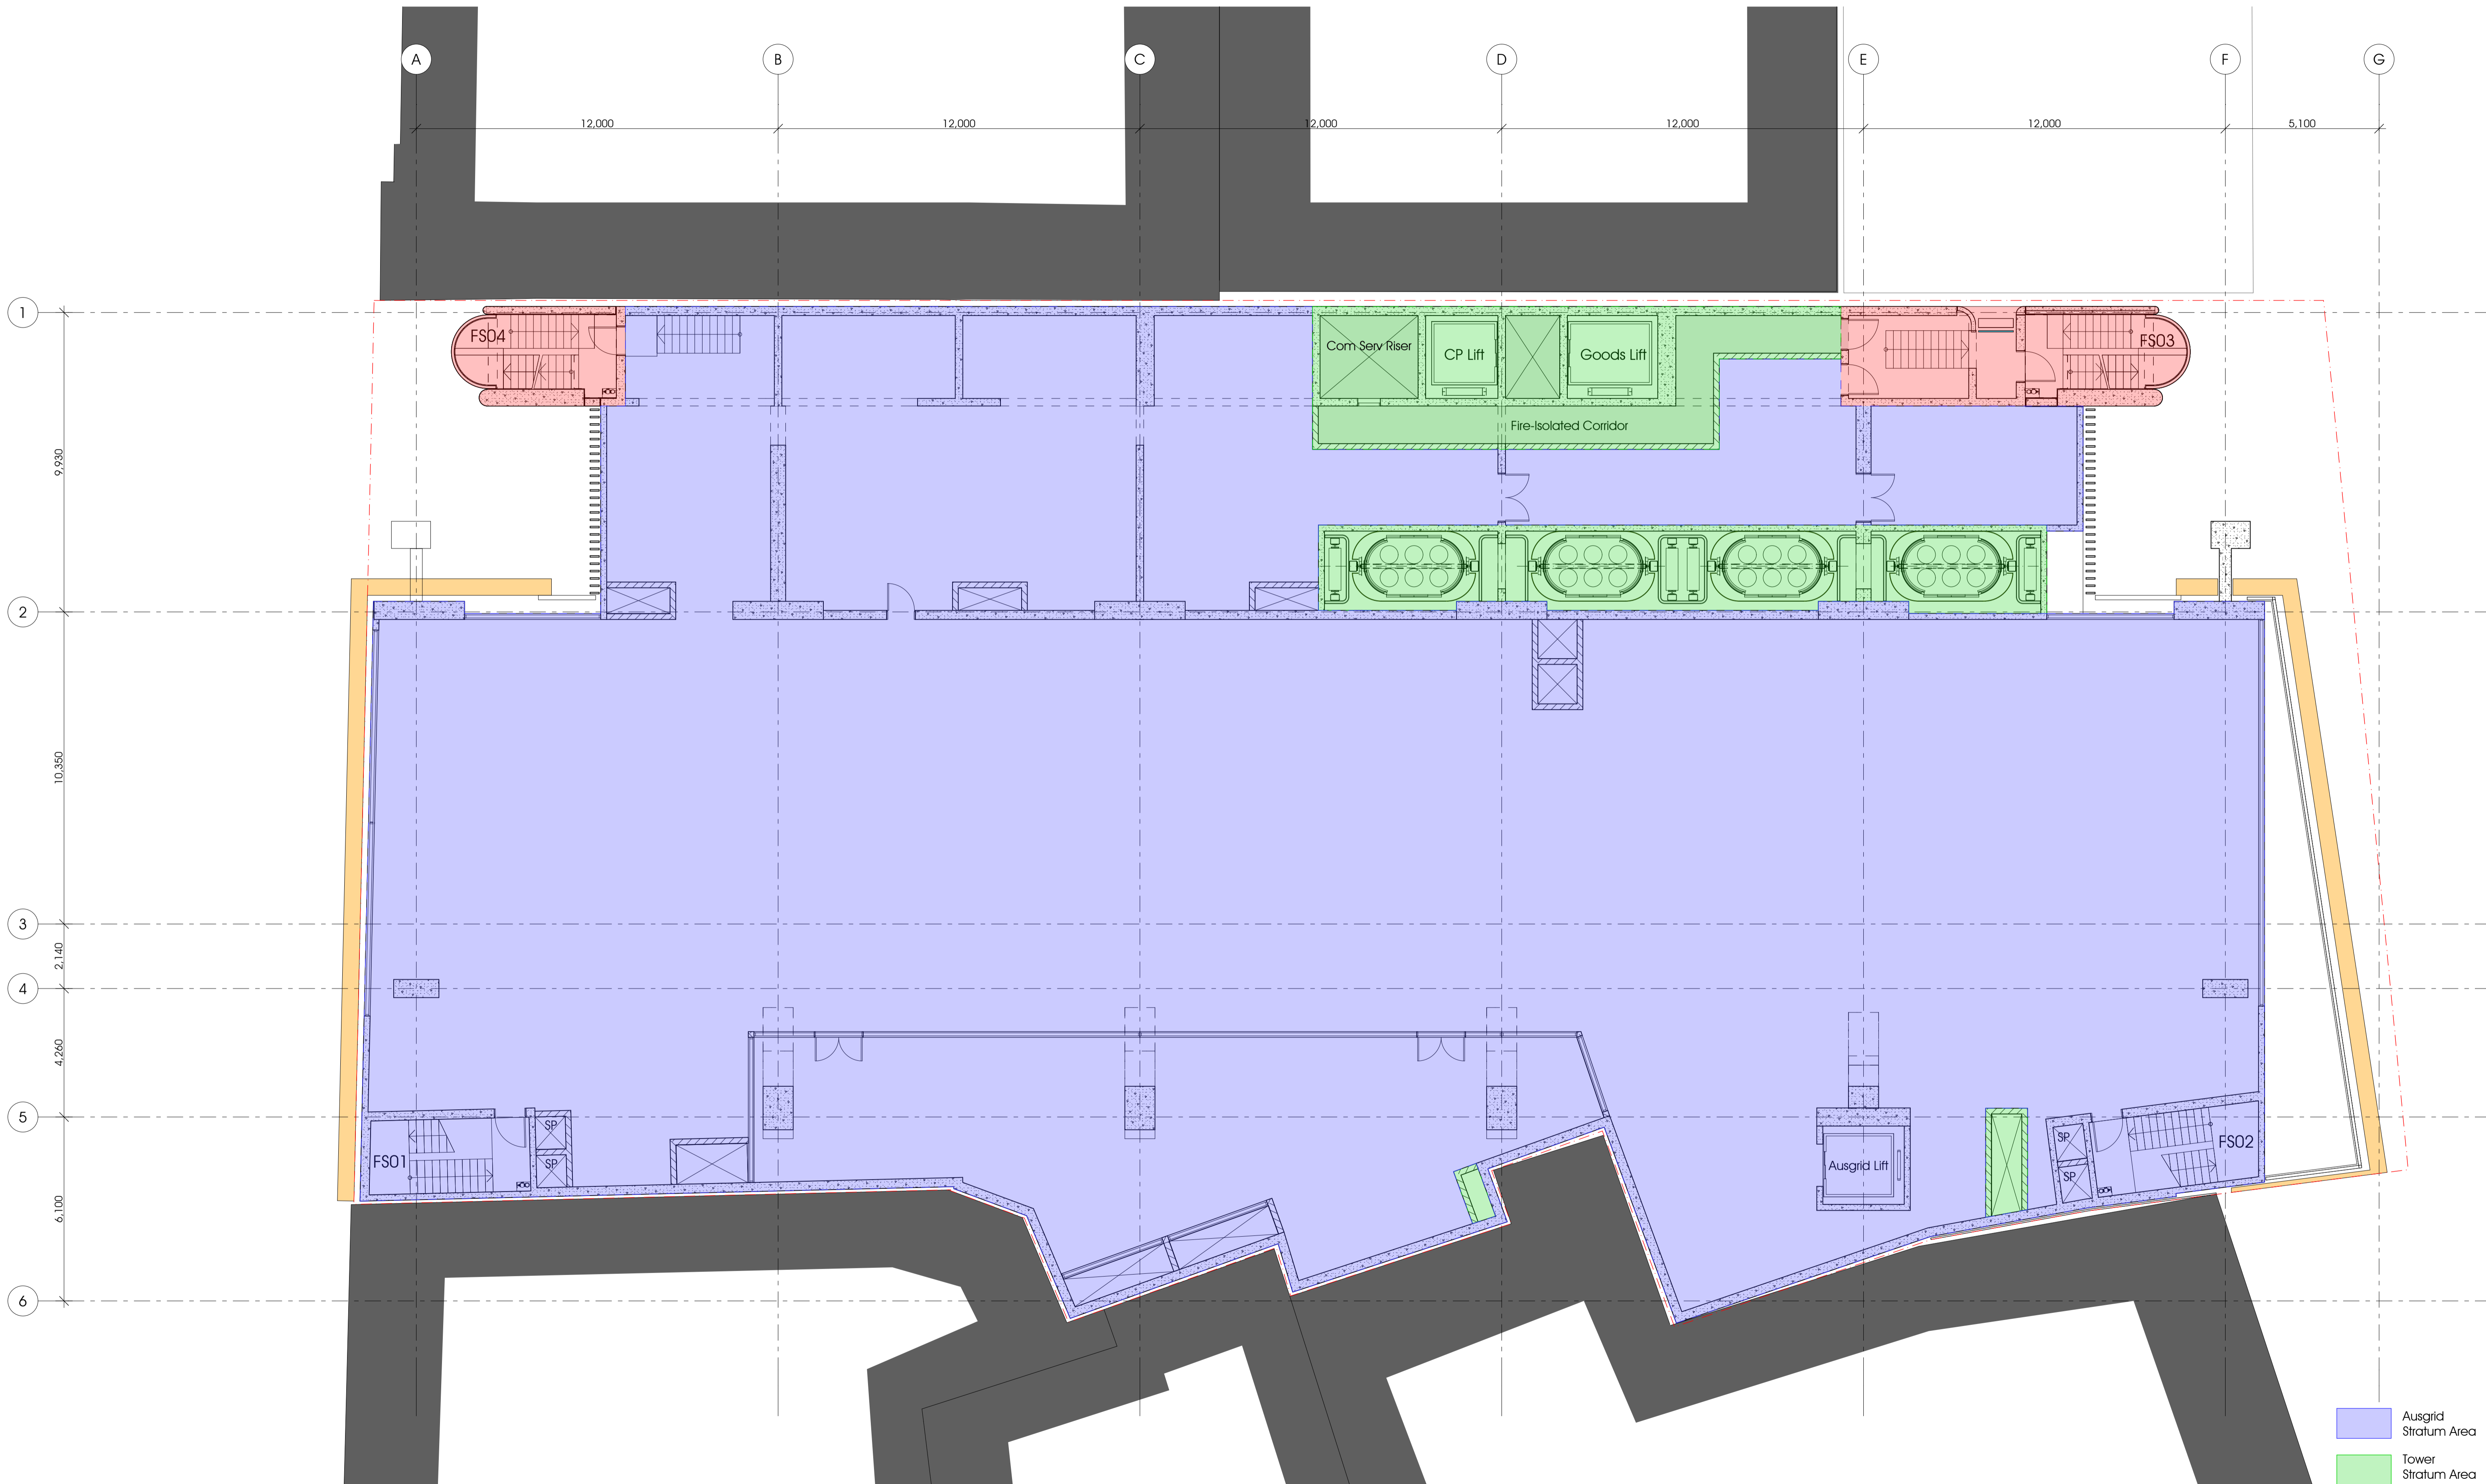 A B C D E F G
12,000 12,000 12,000 12,000 12,000 5,100
1
FS04
Com Serv Riser
CP Lift
Goods Lift
FS03
Fire-Isolated Corridor
9,930
2
10,350
3
2,140
4
4,260
5
SP
SP
FS01
SP
SP
FS02
Ausgrid Lift
6,100
6
Ausgrid
Stratum Area
Tower
Stratum Area